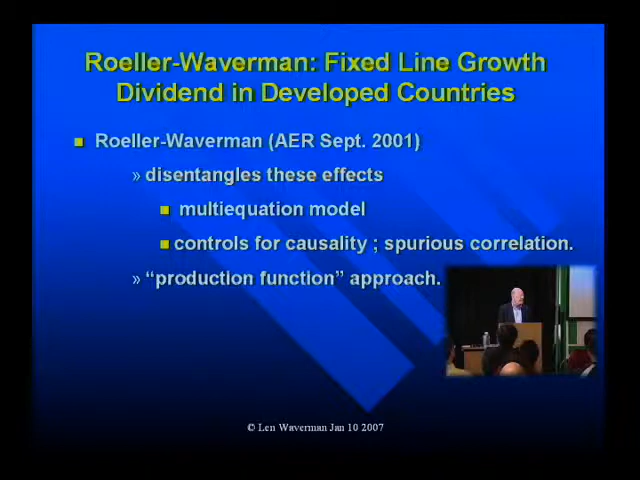 Roeller-Waverman: Fixed Line Growth
Dividend in Developed Countries
Roeller-Waverman (AER Sept. 2001)
» disentangles these effects
multiequation model
controls for causality ; spurious correlation.
» “production function” approach.
© Len Waverman Jan 10 2007